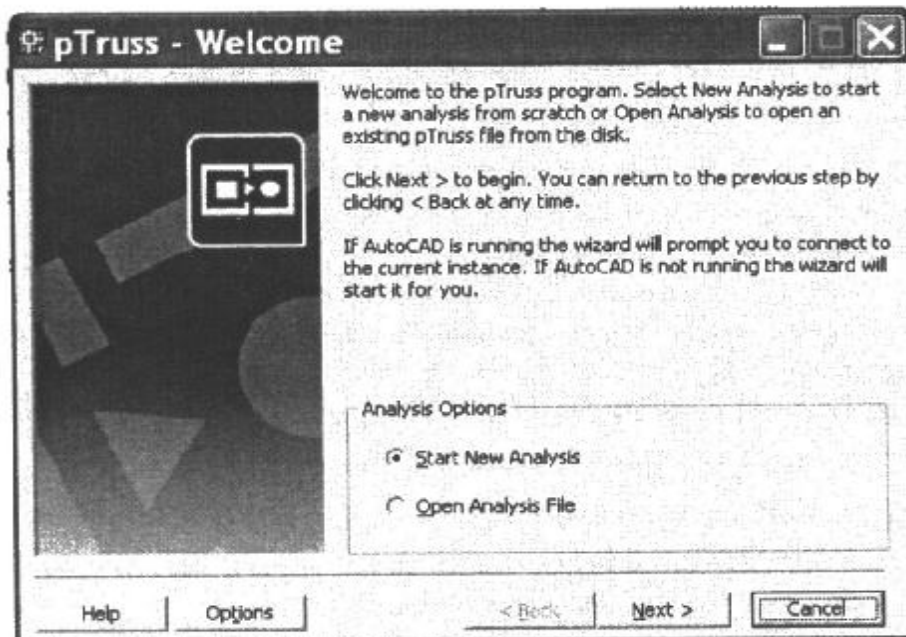 pTruss - Welcome
Welcome to the pTruss program. Select New Analysis to start
a new analysis from scratch or Open Analysis to open an
existing pTruss file from the disk.
Click Next > to begin. You can return to the previous step by
clicking < Back at any time.
If AutoCAD is running the wizard will prompt you to connect to
the current instance. If AutoCAD is not running the wizard will
start it for you.
Analysis Options
Start New Analysis
Open Analysis File
Help Options < Back Next > Cancel